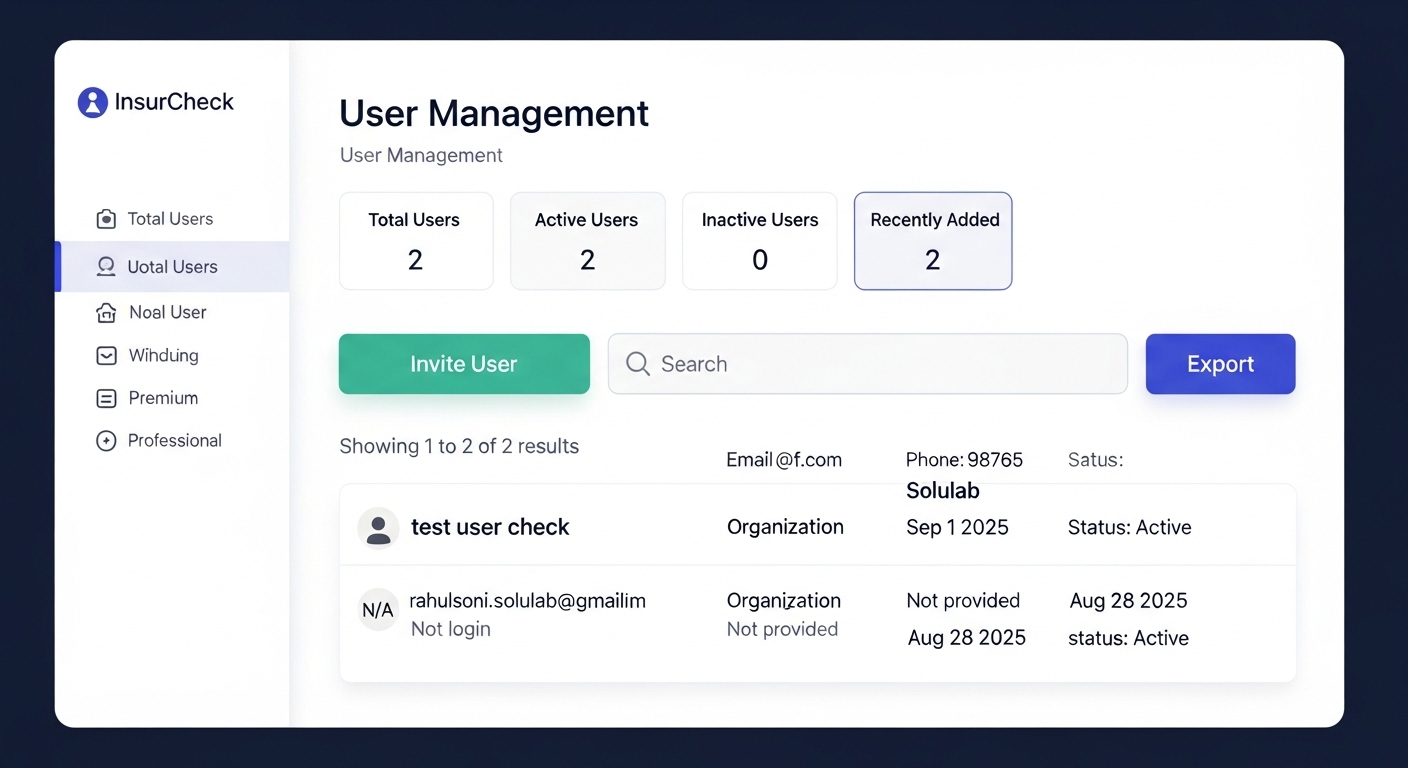 InsurCheck
Total Users
Uotal Users
Noal User
Wihdung
Premium
Professional
User Management
User Management
Total Users
2
Active Users
2
Inactive Users
0
Recently Added
2
Invite User
Search
Export
Showing 1 to 2 of 2 results
Email@f.com
Phone: 98765
Satus:
Solulab
test user check
Organization
Sep 1 2025
Status: Active
N/A
rahulsoni.solulab@gmailim
Not login
Organization
Not provided
Not provided
Aug 28 2025
Aug 28 2025
status: Active